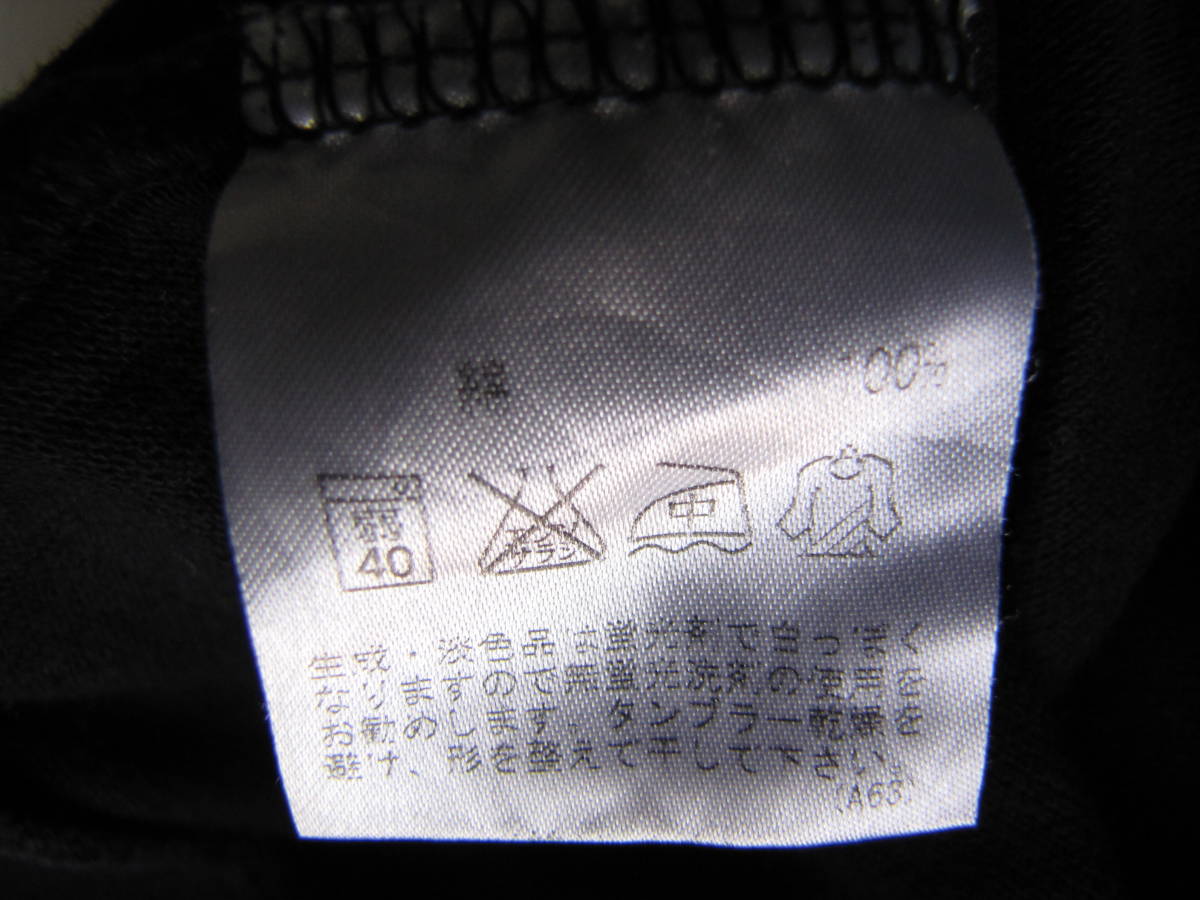 綿 100%
弱 40 エンソ サラシ 中
生成・淡色品は蛍光剤で白っぽく
なりますので無蛍光洗剤の使用を
お勧めします。タンブラー乾燥を
避け、形を整えて干して下さい。
(A63)